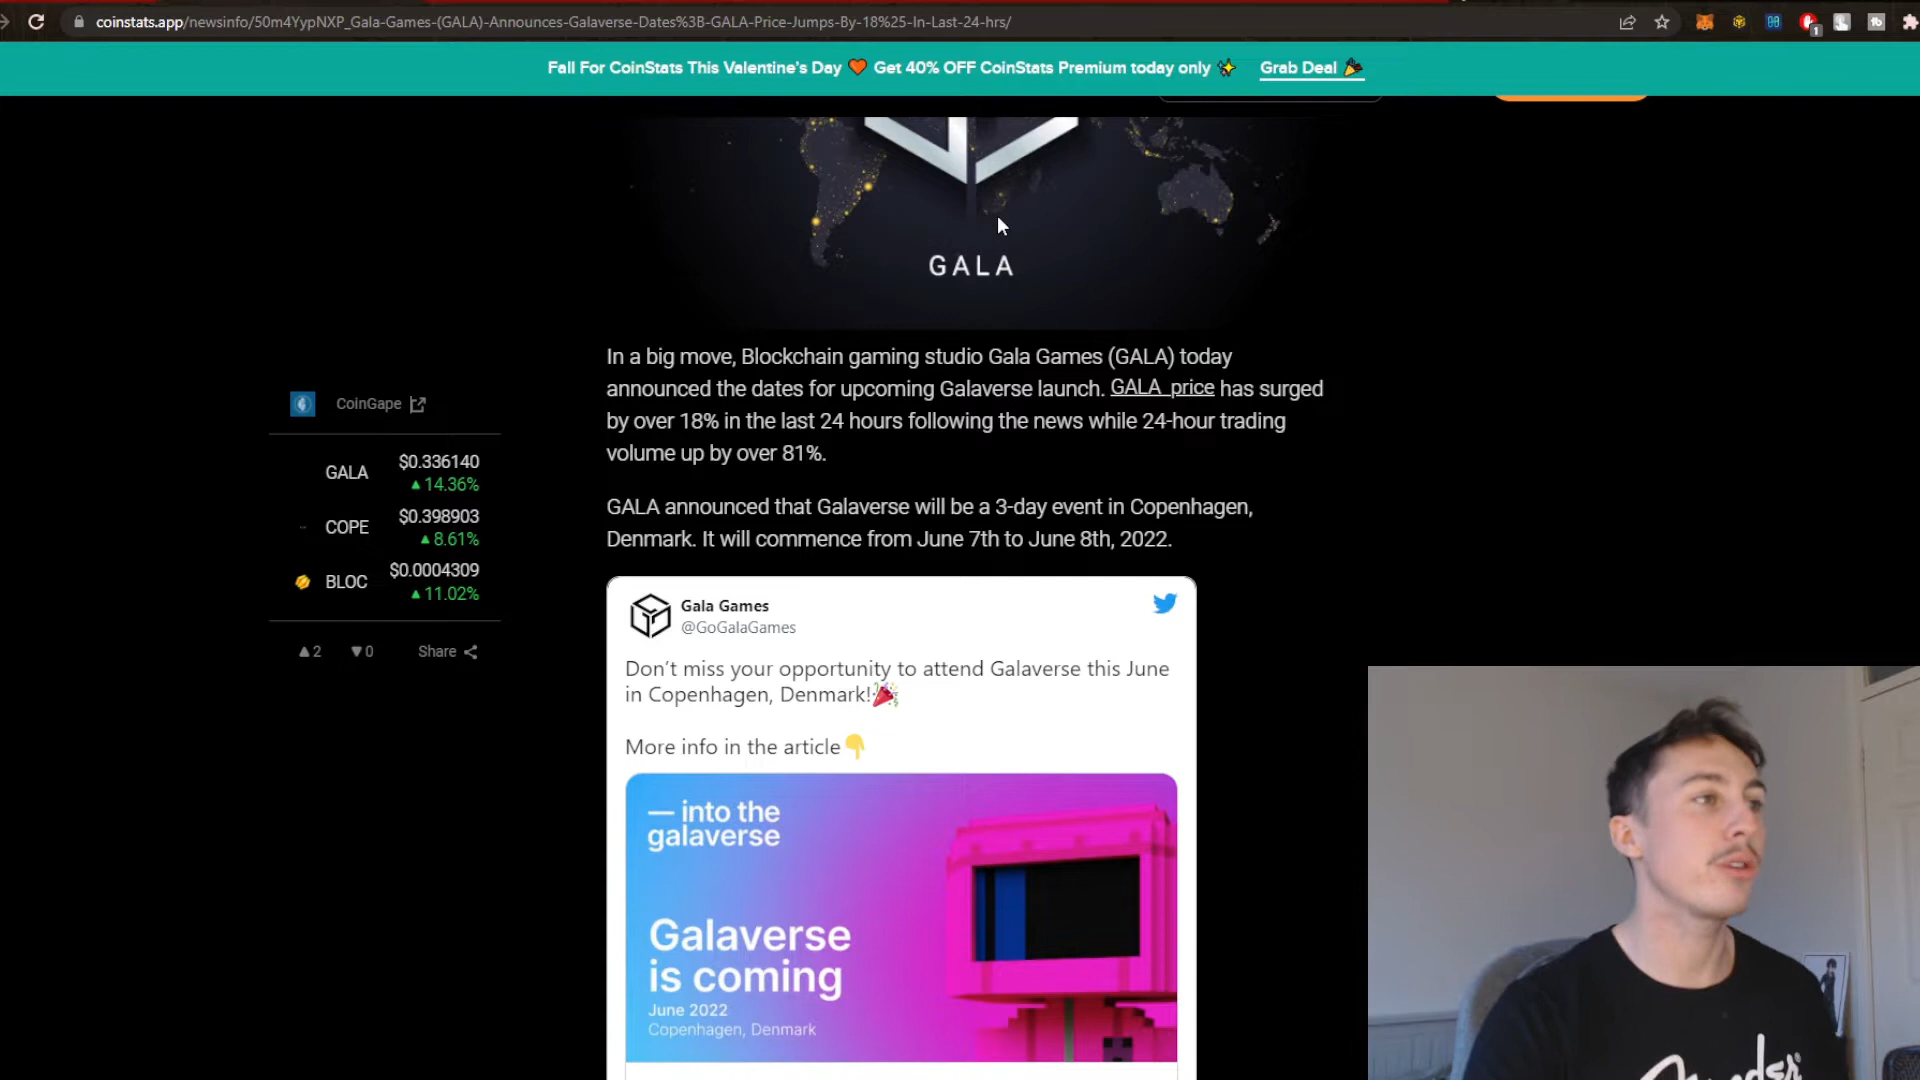 coinstats.app/newsinfo/50m4YypNXP_Gala-Games-(GALA)-Announces-Galaverse-Dates%3B-GALA-Price-Jumps-By-18%25-In-Last-24-hrs/
1
Fall For CoinStats This Valentine's Day 🧡 Get 40% OFF CoinStats Premium today only ✨ Grab Deal 🎉
GALA
In a big move, Blockchain gaming studio Gala Games (GALA) today
announced the dates for upcoming Galaverse launch. GALA price has surged
by over 18% in the last 24 hours following the news while 24-hour trading
volume up by over 81%.
GALA announced that Galaverse will be a 3-day event in Copenhagen,
Denmark. It will commence from June 7th to June 8th, 2022.
CoinGape
GALA $0.336140
▲14.36%
COPE $0.398903
▲8.61%
BLOC $0.0004309
▲11.02%
▲2 ▼0 Share
Gala Games
@GoGalaGames
Don't miss your opportunity to attend Galaverse this June
in Copenhagen, Denmark!🎉
More info in the article👇
— into the
galaverse
Galaverse
is coming
June 2022
Copenhagen, Denmark
Fender